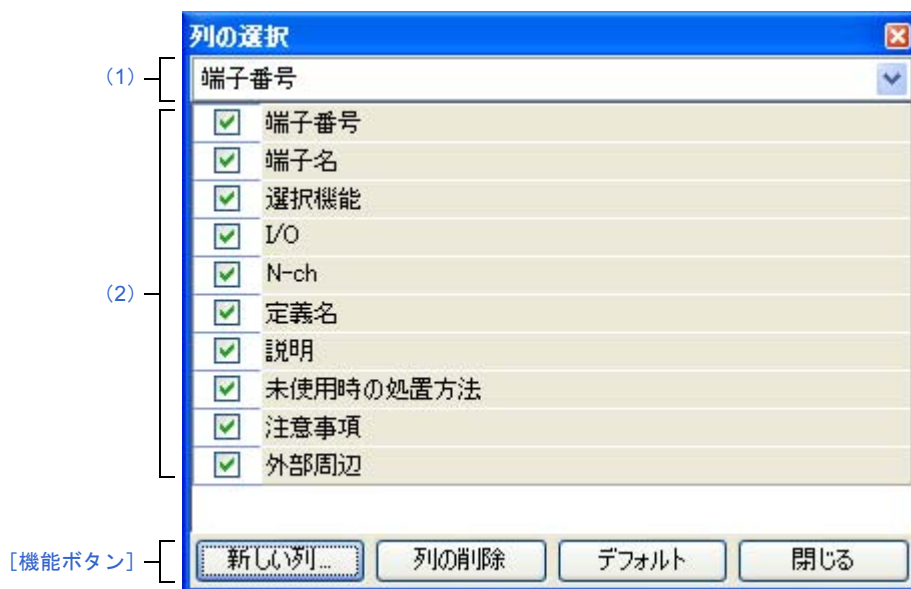 列の選択
(1)
端子番号
(2)
端子番号
端子名
選択機能
I/O
N-ch
定義名
説明
未使用時の処置方法
注意事項
外部周辺
[機能ボタン]
新しい列... 列の削除 デフォルト 閉じる